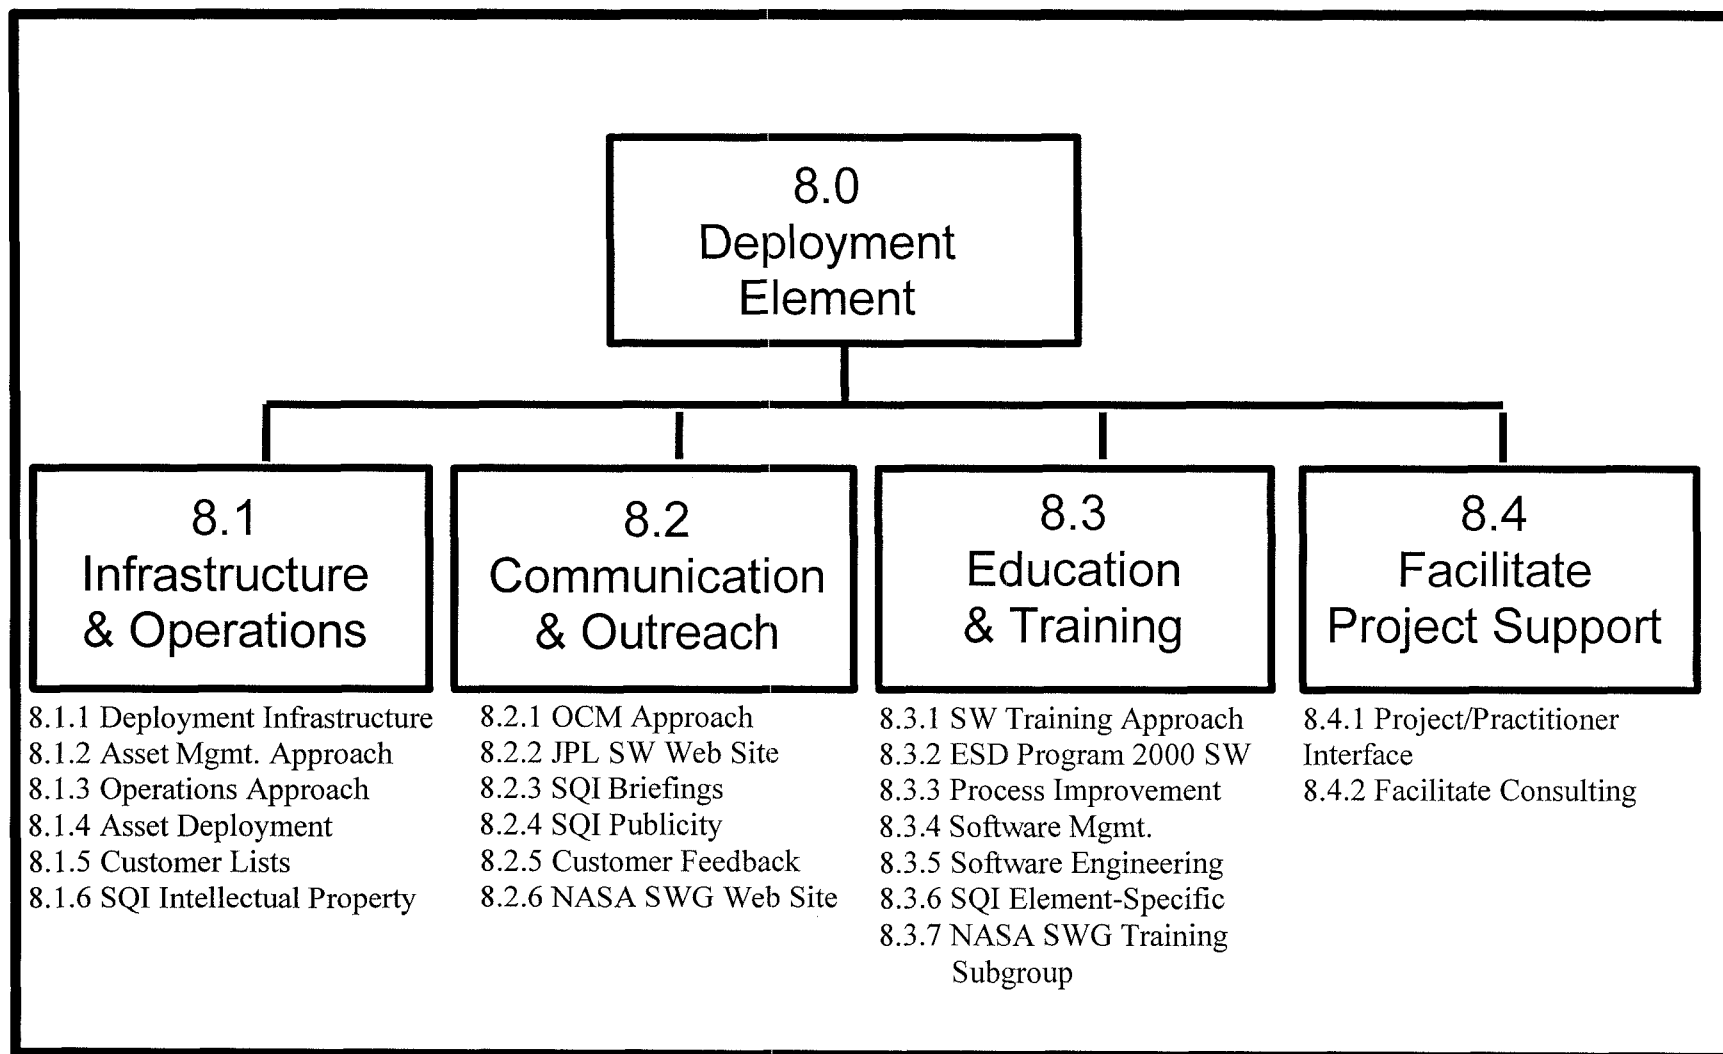 8.0
Deployment
Element
8.1
Infrastructure
& Operations
8.1.1 Deployment Infrastructure
8.1.2 Asset Mgmt. Approach
8.1.3 Operations Approach
8.1.4 Asset Deployment
8.1.5 Customer Lists
8.1.6 SQI Intellectual Property
8.2
Communication
& Outreach
8.2.1 OCM Approach
8.2.2 JPL SW Web Site
8.2.3 SQI Briefings
8.2.4 SQI Publicity
8.2.5 Customer Feedback
8.2.6 NASA SWG Web Site
8.3
Education
& Training
8.3.1 SW Training Approach
8.3.2 ESD Program 2000 SW
8.3.3 Process Improvement
8.3.4 Software Mgmt.
8.3.5 Software Engineering
8.3.6 SQI Element-Specific
8.3.7 NASA SWG Training
Subgroup
8.4
Facilitate
Project Support
8.4.1 Project/Practitioner
Interface
8.4.2 Facilitate Consulting